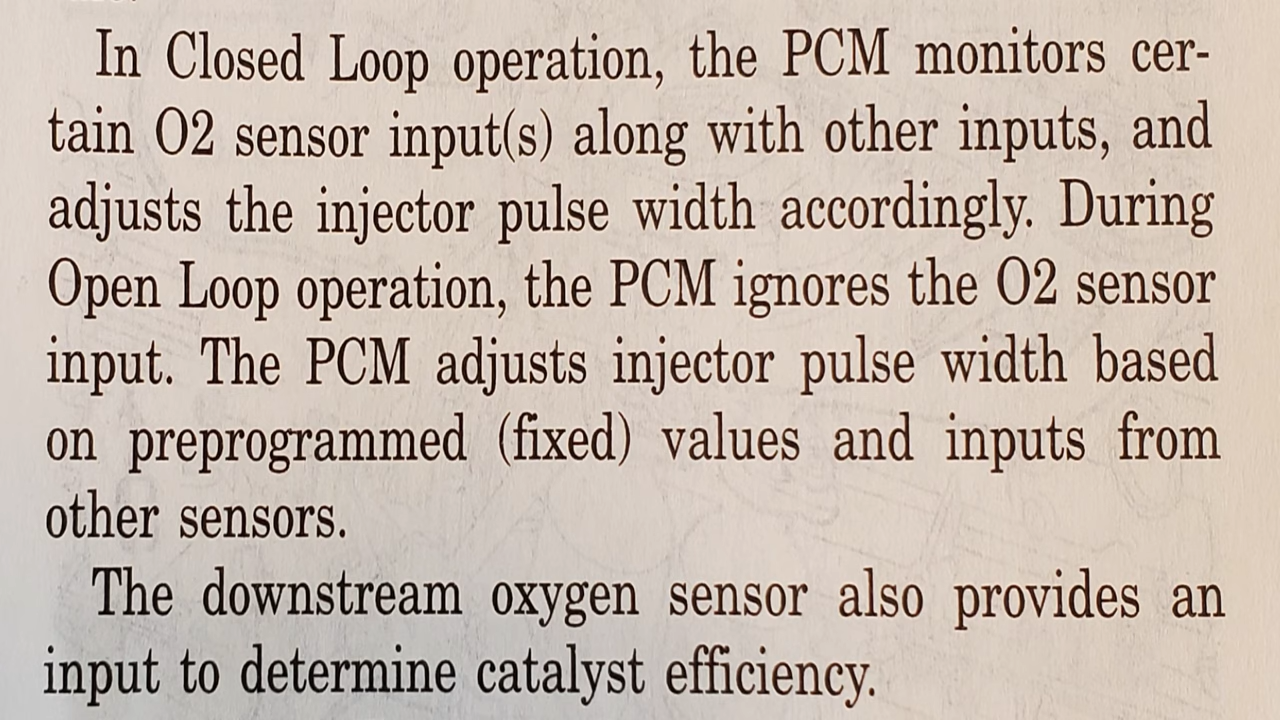 In Closed Loop operation, the PCM monitors cer-
tain O2 sensor input(s) along with other inputs, and
adjusts the injector pulse width accordingly. During
Open Loop operation, the PCM ignores the O2 sensor
input. The PCM adjusts injector pulse width based
on preprogrammed (fixed) values and inputs from
other sensors.
The downstream oxygen sensor also provides an
input to determine catalyst efficiency.